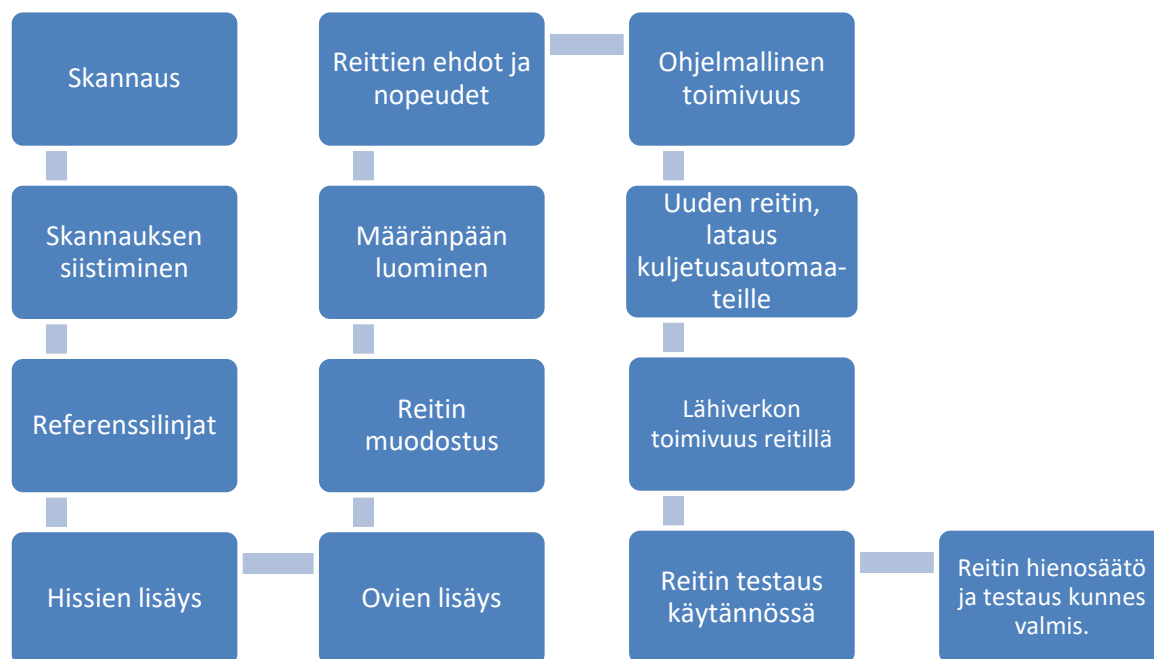 Skannaus
Skannauksen
siistiminen
Referenssilinjat
Hissien lisäys
Ovien lisäys
Reitin
muodostus
Määränpään
luominen
Reittien ehdot ja
nopeudet
Ohjelmallinen
toimivuus
Uuden reitin,
lataus
kuljetusautomaa-
teille
Lähiverkon
toimivuus reitillä
Reitin testaus
käytännössä
Reitin hienosäätö
ja testaus kunnes
valmis.